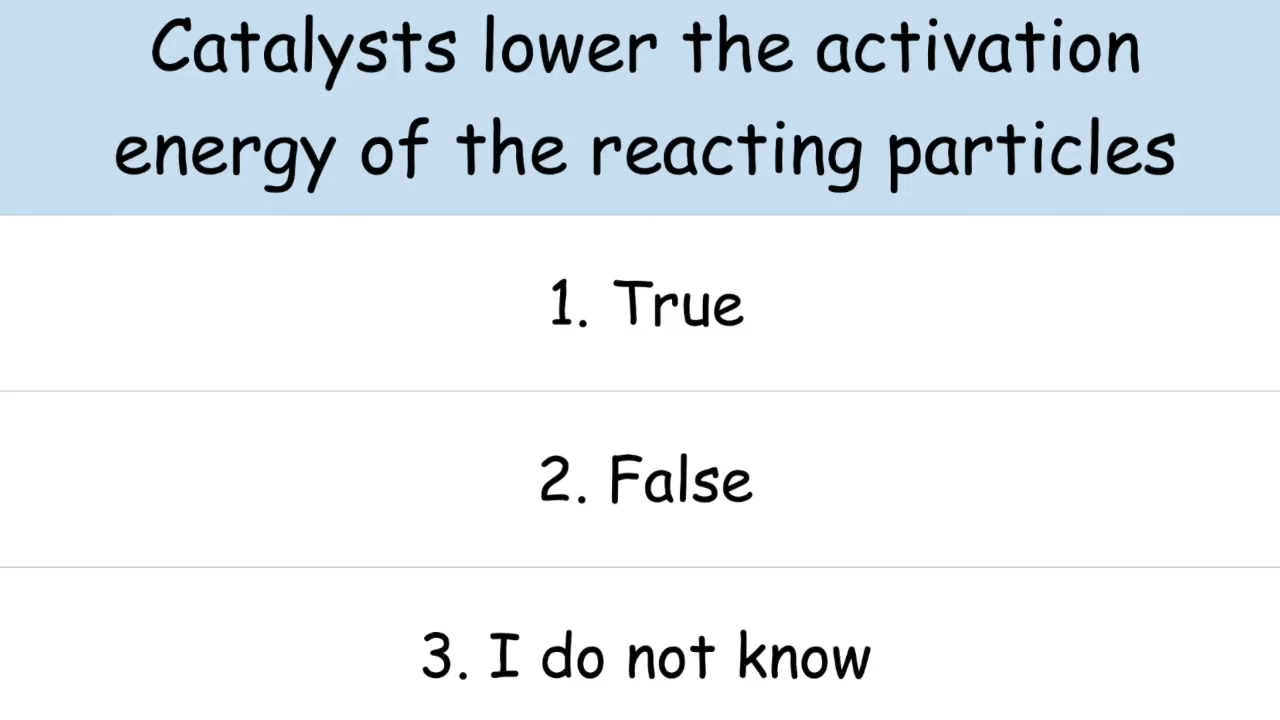 Catalysts lower the activation
energy of the reacting particles
1. True
2. False
3. I do not know